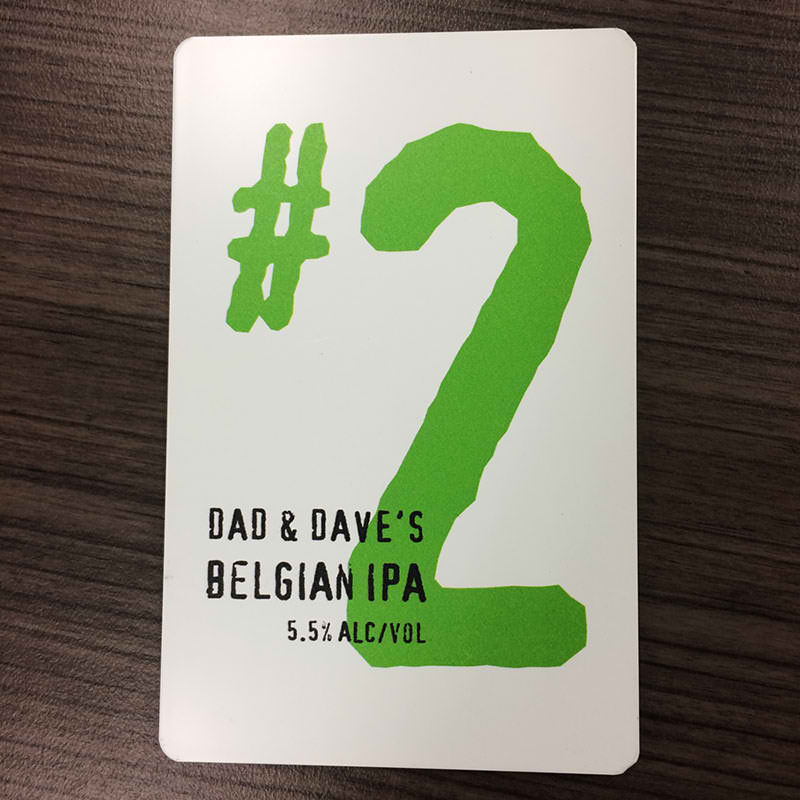 #2
DAD & DAVE'S
BELGIAN IPA
5.5% ALC/VOL